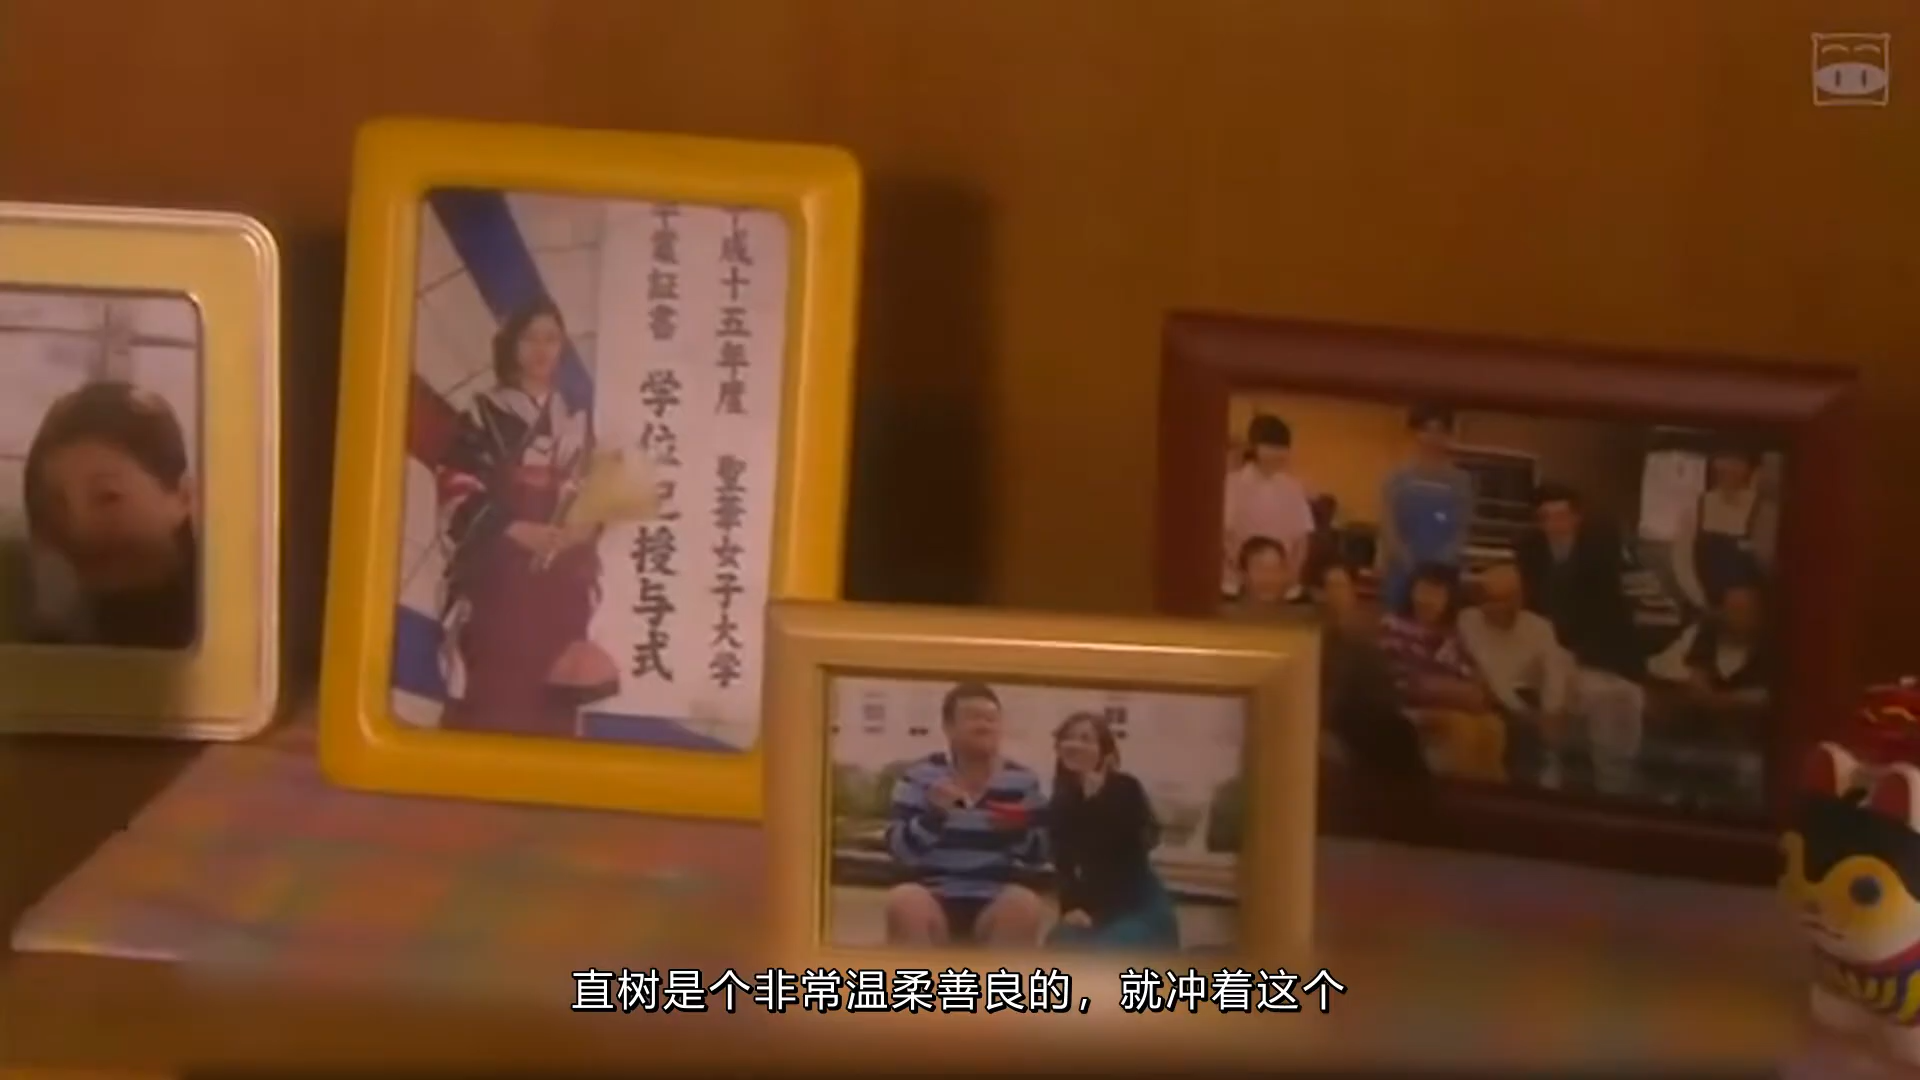 成十五年度 聖華女子大学
業証書 学位記授与式
直树是个非常温柔善良的，就冲着这个